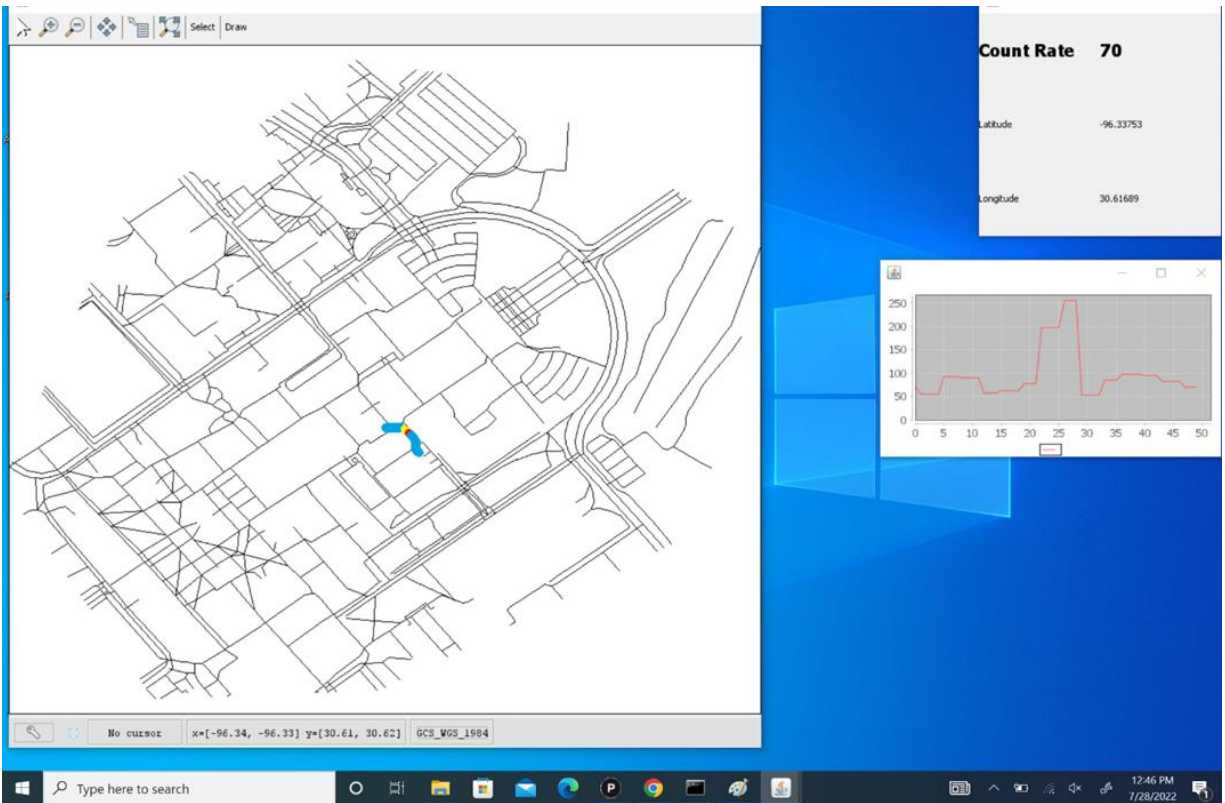 Select Draw
Count Rate 70
Latitude -96.33753
Longitude 30.61689
250
200
150
100
50
0
0 5 10 15 20 25 30 35 40 45 50
No cursor x=[-96.34, -96.33] y=[30.61, 30.62] GCS_WGS_1984
Type here to search
P
12:46 PM
7/28/2022
1